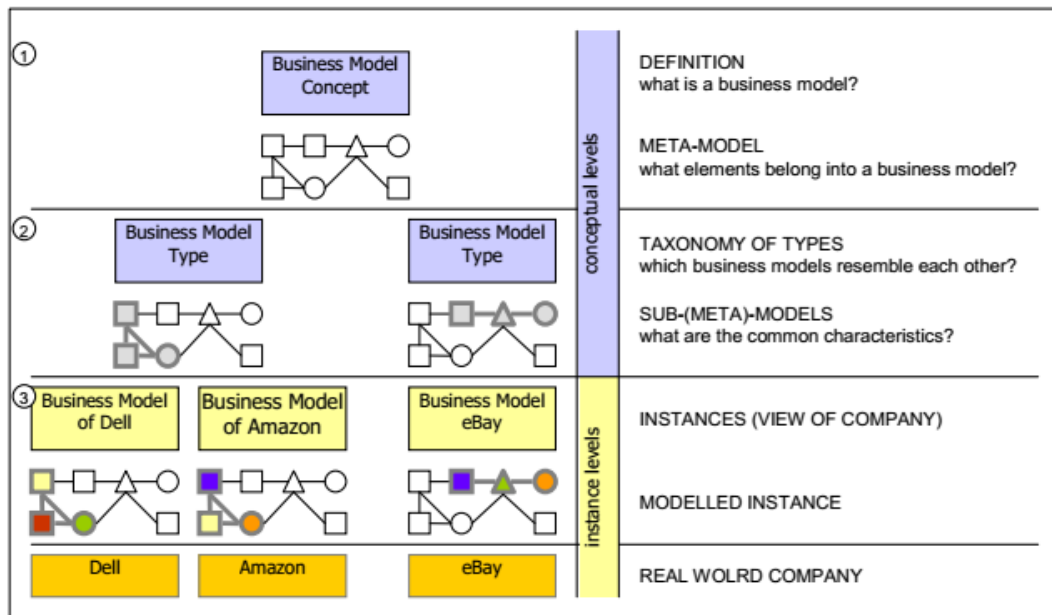 1
Business Model
Concept
DEFINITION
what is a business model?
META-MODEL
what elements belong into a business model?
conceptual levels
2
Business Model
Type
Business Model
Type
TAXONOMY OF TYPES
which business models resemble each other?
SUB-(META)-MODELS
what are the common characteristics?
3
Business Model
of Dell
Business Model
of Amazon
Business Model
eBay
INSTANCES (VIEW OF COMPANY)
instance levels
MODELLED INSTANCE
Dell
Amazon
eBay
REAL WOLRD COMPANY